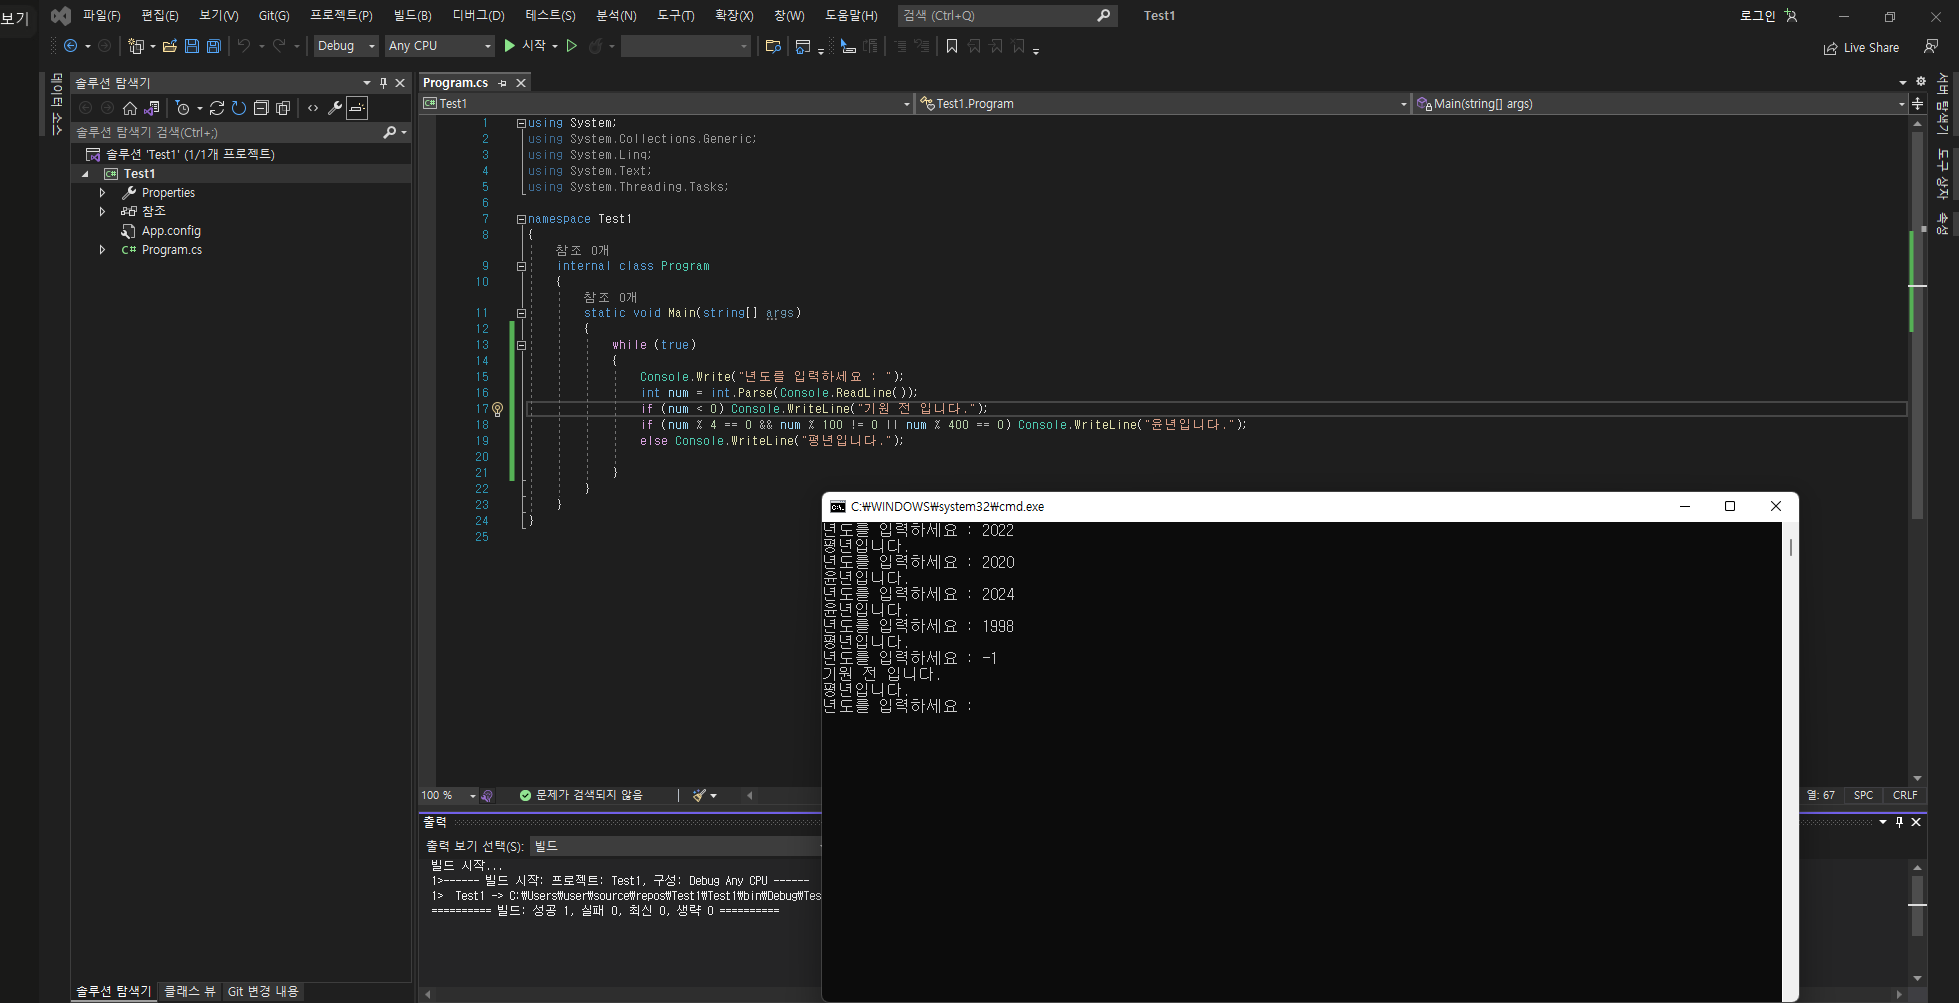 보기
파일(F) 편집(E) 보기(V) Git(G) 프로젝트(P) 빌드(B) 디버그(D) 테스트(S) 분석(N) 도구(T) 확장(X) 창(W) 도움말(H) 검색 (Ctrl+Q) Test1 로그인
Debug Any CPU 시작 Live Share
데이터 소스
솔루션 탐색기
솔루션 탐색기 검색(Ctrl+;)
솔루션 'Test1' (1/1개 프로젝트)
Test1
Properties
참조
App.config
C# Program.cs
솔루션 탐색기 클래스 뷰 Git 변경 내용
Program.cs
C# Test1 Test1.Program Main(string[] args)
1 using System;
2 using System.Collections.Generic;
3 using System.Linq;
4 using System.Text;
5 using System.Threading.Tasks;
6
7 namespace Test1
8 {
참조 0개
9 internal class Program
10 {
참조 0개
11 static void Main(string[] args)
12 {
13 while (true)
14 {
15 Console.Write("년도를 입력하세요 : ");
16 int num = int.Parse(Console.ReadLine());
17 if (num < 0) Console.WriteLine("기원 전 입니다.");
18 if (num % 4 == 0 && num % 100 != 0 || num % 400 == 0) Console.WriteLine("윤년입니다.");
19 else Console.WriteLine("평년입니다.");
20
21 }
22 }
23 }
24 }
25
C:₩WINDOWS₩system32₩cmd.exe
년도를 입력하세요 : 2022
평년입니다.
년도를 입력하세요 : 2020
윤년입니다.
년도를 입력하세요 : 2024
윤년입니다.
년도를 입력하세요 : 1998
평년입니다.
년도를 입력하세요 : -1
기원 전 입니다.
평년입니다.
년도를 입력하세요 :
100 % 문제가 검색되지 않음 열: 67 SPC CRLF
출력
출력 보기 선택(S): 빌드
빌드 시작...
1>------ 빌드 시작: 프로젝트: Test1, 구성: Debug Any CPU ------
1> Test1 -> C:₩Users₩user₩source₩repos₩Test1₩Test1₩bin₩Debug₩Tes
========== 빌드: 성공 1, 실패 0, 최신 0, 생략 0 ==========
서버 탐색기
도구 상자
속성